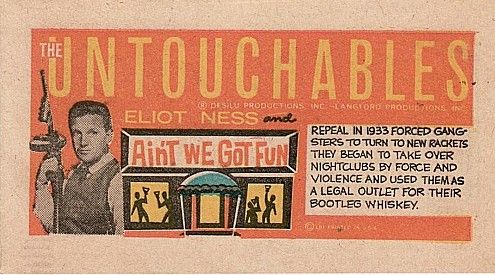 THE UNTOUCHABLES
® DESILU PRODUCTIONS, INC.-LANGFORD PRODUCTIONS, INC.
ELIOT NESS and
Ain't WE GOT FUN
REPEAL IN 1933 FORCED GANG-
STERS TO TURN TO NEW RACKETS
THEY BEGAN TO TAKE OVER
NIGHTCLUBS BY FORCE AND
VIOLENCE AND USED THEM AS
A LEGAL OUTLET FOR THEIR
BOOTLEG WHISKEY.
PRINTED IN U.S.A.